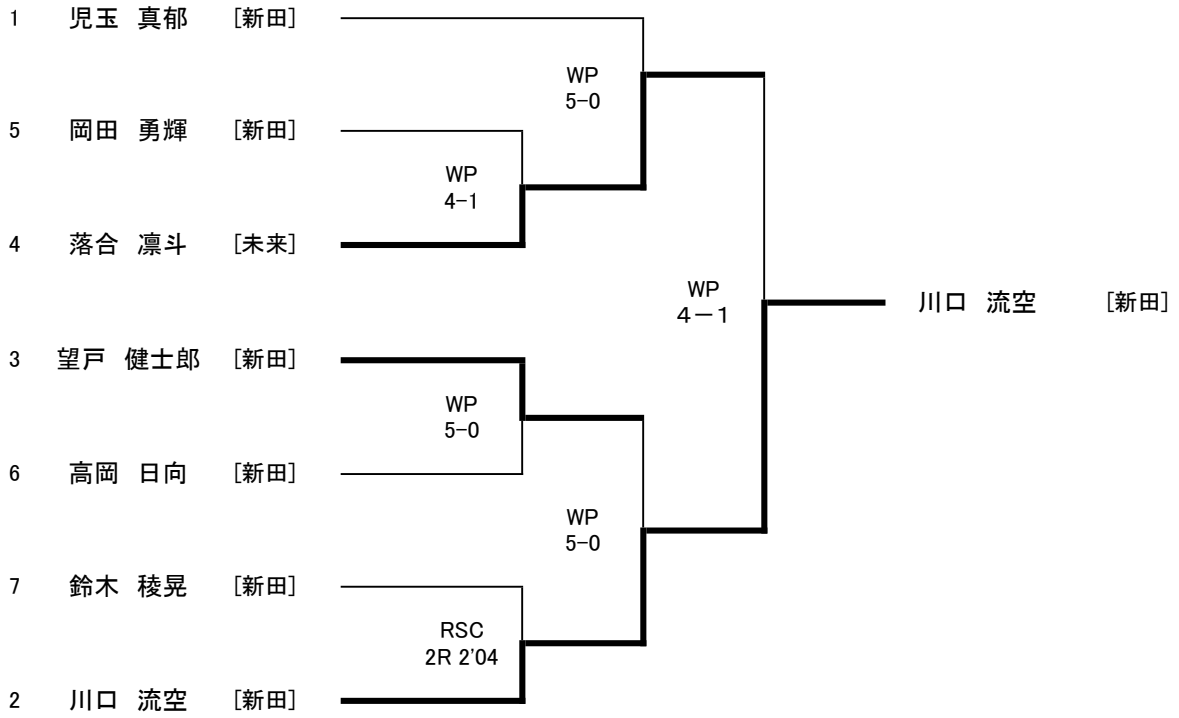 1 児玉 真郁 [新田]
WP
5-0
5 岡田 勇輝 [新田]
WP
4-1
4 落合 凛斗 [未来]
WP
4－1
川口 流空 [新田]
3 望戸 健士郎 [新田]
WP
5-0
6 高岡 日向 [新田]
WP
5-0
7 鈴木 稜晃 [新田]
RSC
2R 2'04
2 川口 流空 [新田]